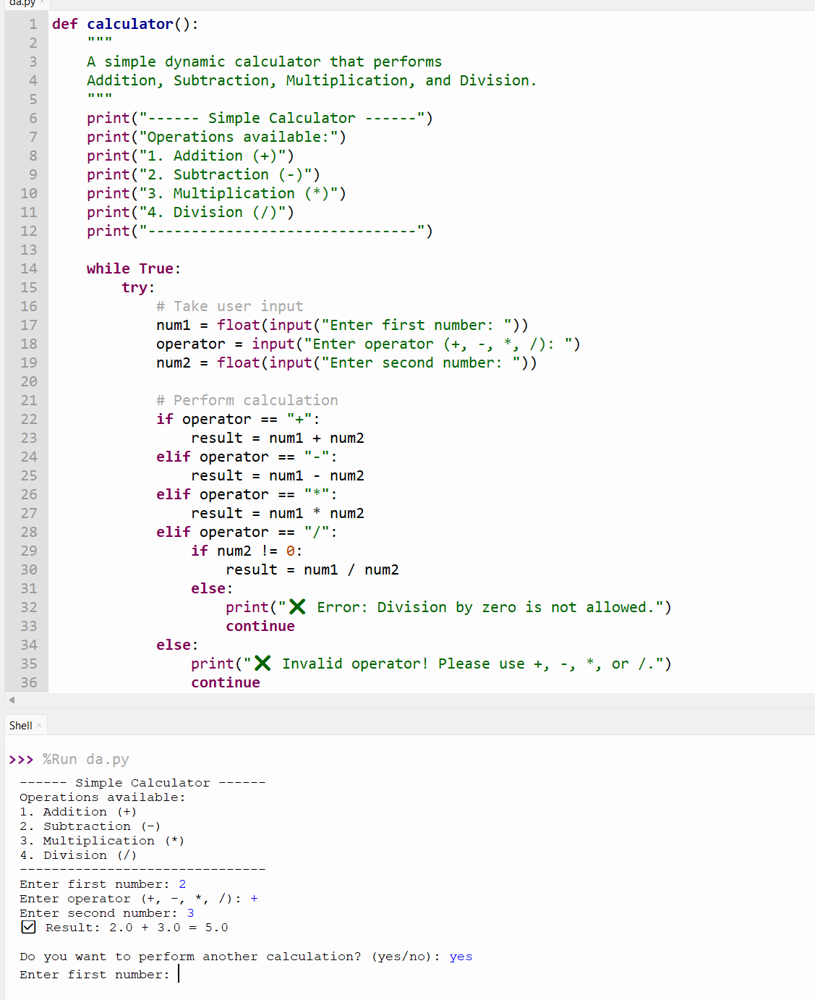 da.py ×
1 def calculator():
2     """
3     A simple dynamic calculator that performs
4     Addition, Subtraction, Multiplication, and Division.
5     """
6     print("------ Simple Calculator ------")
7     print("Operations available:")
8     print("1. Addition (+)")
9     print("2. Subtraction (-)")
10     print("3. Multiplication (*)")
11     print("4. Division (/)")
12     print("-------------------------------")
13
14     while True:
15         try:
16             # Take user input
17             num1 = float(input("Enter first number: "))
18             operator = input("Enter operator (+, -, *, /): ")
19             num2 = float(input("Enter second number: "))
20
21             # Perform calculation
22             if operator == "+":
23                 result = num1 + num2
24             elif operator == "-":
25                 result = num1 - num2
26             elif operator == "*":
27                 result = num1 * num2
28             elif operator == "/":
29                 if num2 != 0:
30                     result = num1 / num2
31                 else:
32                     print("❌ Error: Division by zero is not allowed.")
33                     continue
34             else:
35                 print("❌ Invalid operator! Please use +, -, *, or /.")
36                 continue
Shell ×
>>> %Run da.py
------ Simple Calculator ------
Operations available:
1. Addition (+)
2. Subtraction (-)
3. Multiplication (*)
4. Division (/)
-------------------------------
Enter first number: 2
Enter operator (+, -, *, /): +
Enter second number: 3
☑ Result: 2.0 + 3.0 = 5.0
Do you want to perform another calculation? (yes/no): yes
Enter first number: